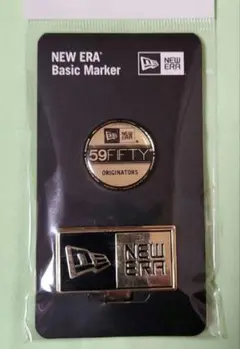 NEW ERA®
Basic Marker
NEW
ERA
NEW
ERA
59FIFTY
ORIGINATORS
NEW
ERA